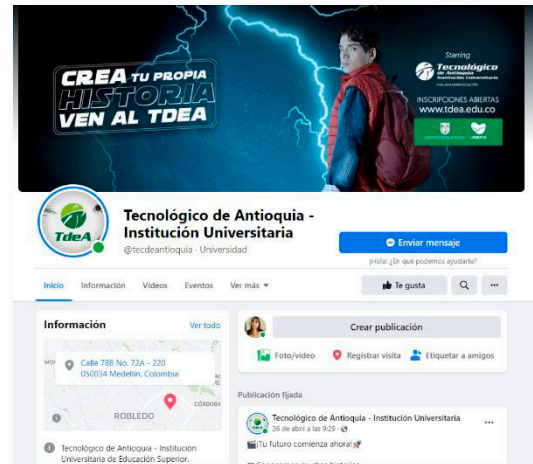 CREA TU PROPIA
HISTORIA
VEN AL TDEA
Starring
Tecnológico
de Antioquia
Institución Universitaria
INSCRIPCIONES ABIERTAS
www.tdea.edu.co
TdeA
Tecnológico de Antioquia -
Institución Universitaria
@tecdeantioquia · Universidad
Enviar mensaje
¡Hola! ¿En qué podemos ayudarte?
Inicio
Información
Videos
Eventos
Ver más
Te gusta
Información
Ver todo
Calle 78B No. 72A - 220
050034 Medellín, Colombia
CÓRDOBA
ROBLEDO
Tecnológico de Antioquia - Institución
Universitaria de Educación Superior.
Crear publicación
Foto/video
Registrar visita
Etiquetar a amigos
Publicación fijada
Tecnológico de Antioquia - Institución Universitaria
26 de abril a las 9:29
¡Tu futuro comienza ahora!